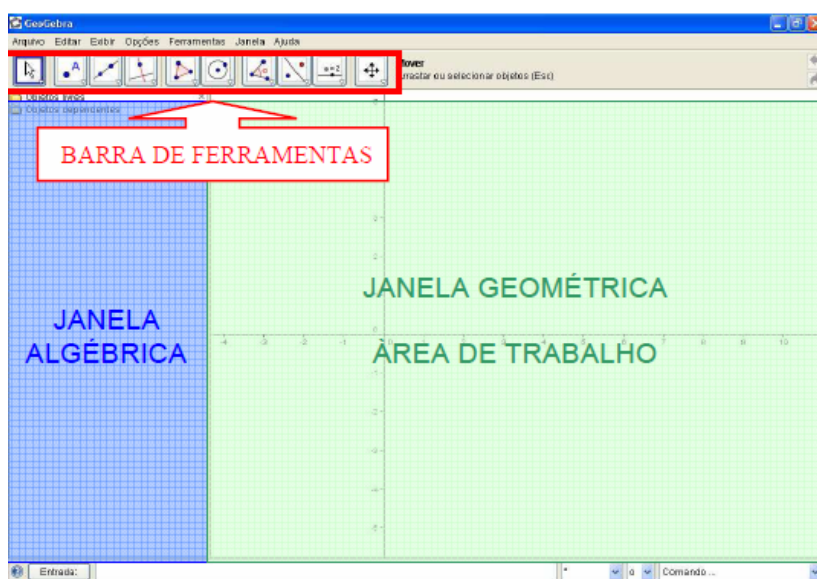 GeoGebra
Arquivo Editar Exibir Opções Ferramentas Janela Ajuda
A
a=2
Mover
Arrastar ou selecionar objetos (Esc)
Objetos livres
Objetos dependentes
BARRA DE FERRAMENTAS
JANELA GEOMÉTRICA
JANELA
ALGÉBRICA
ÁREA DE TRABALHO
Entrada:
α
Comando ...